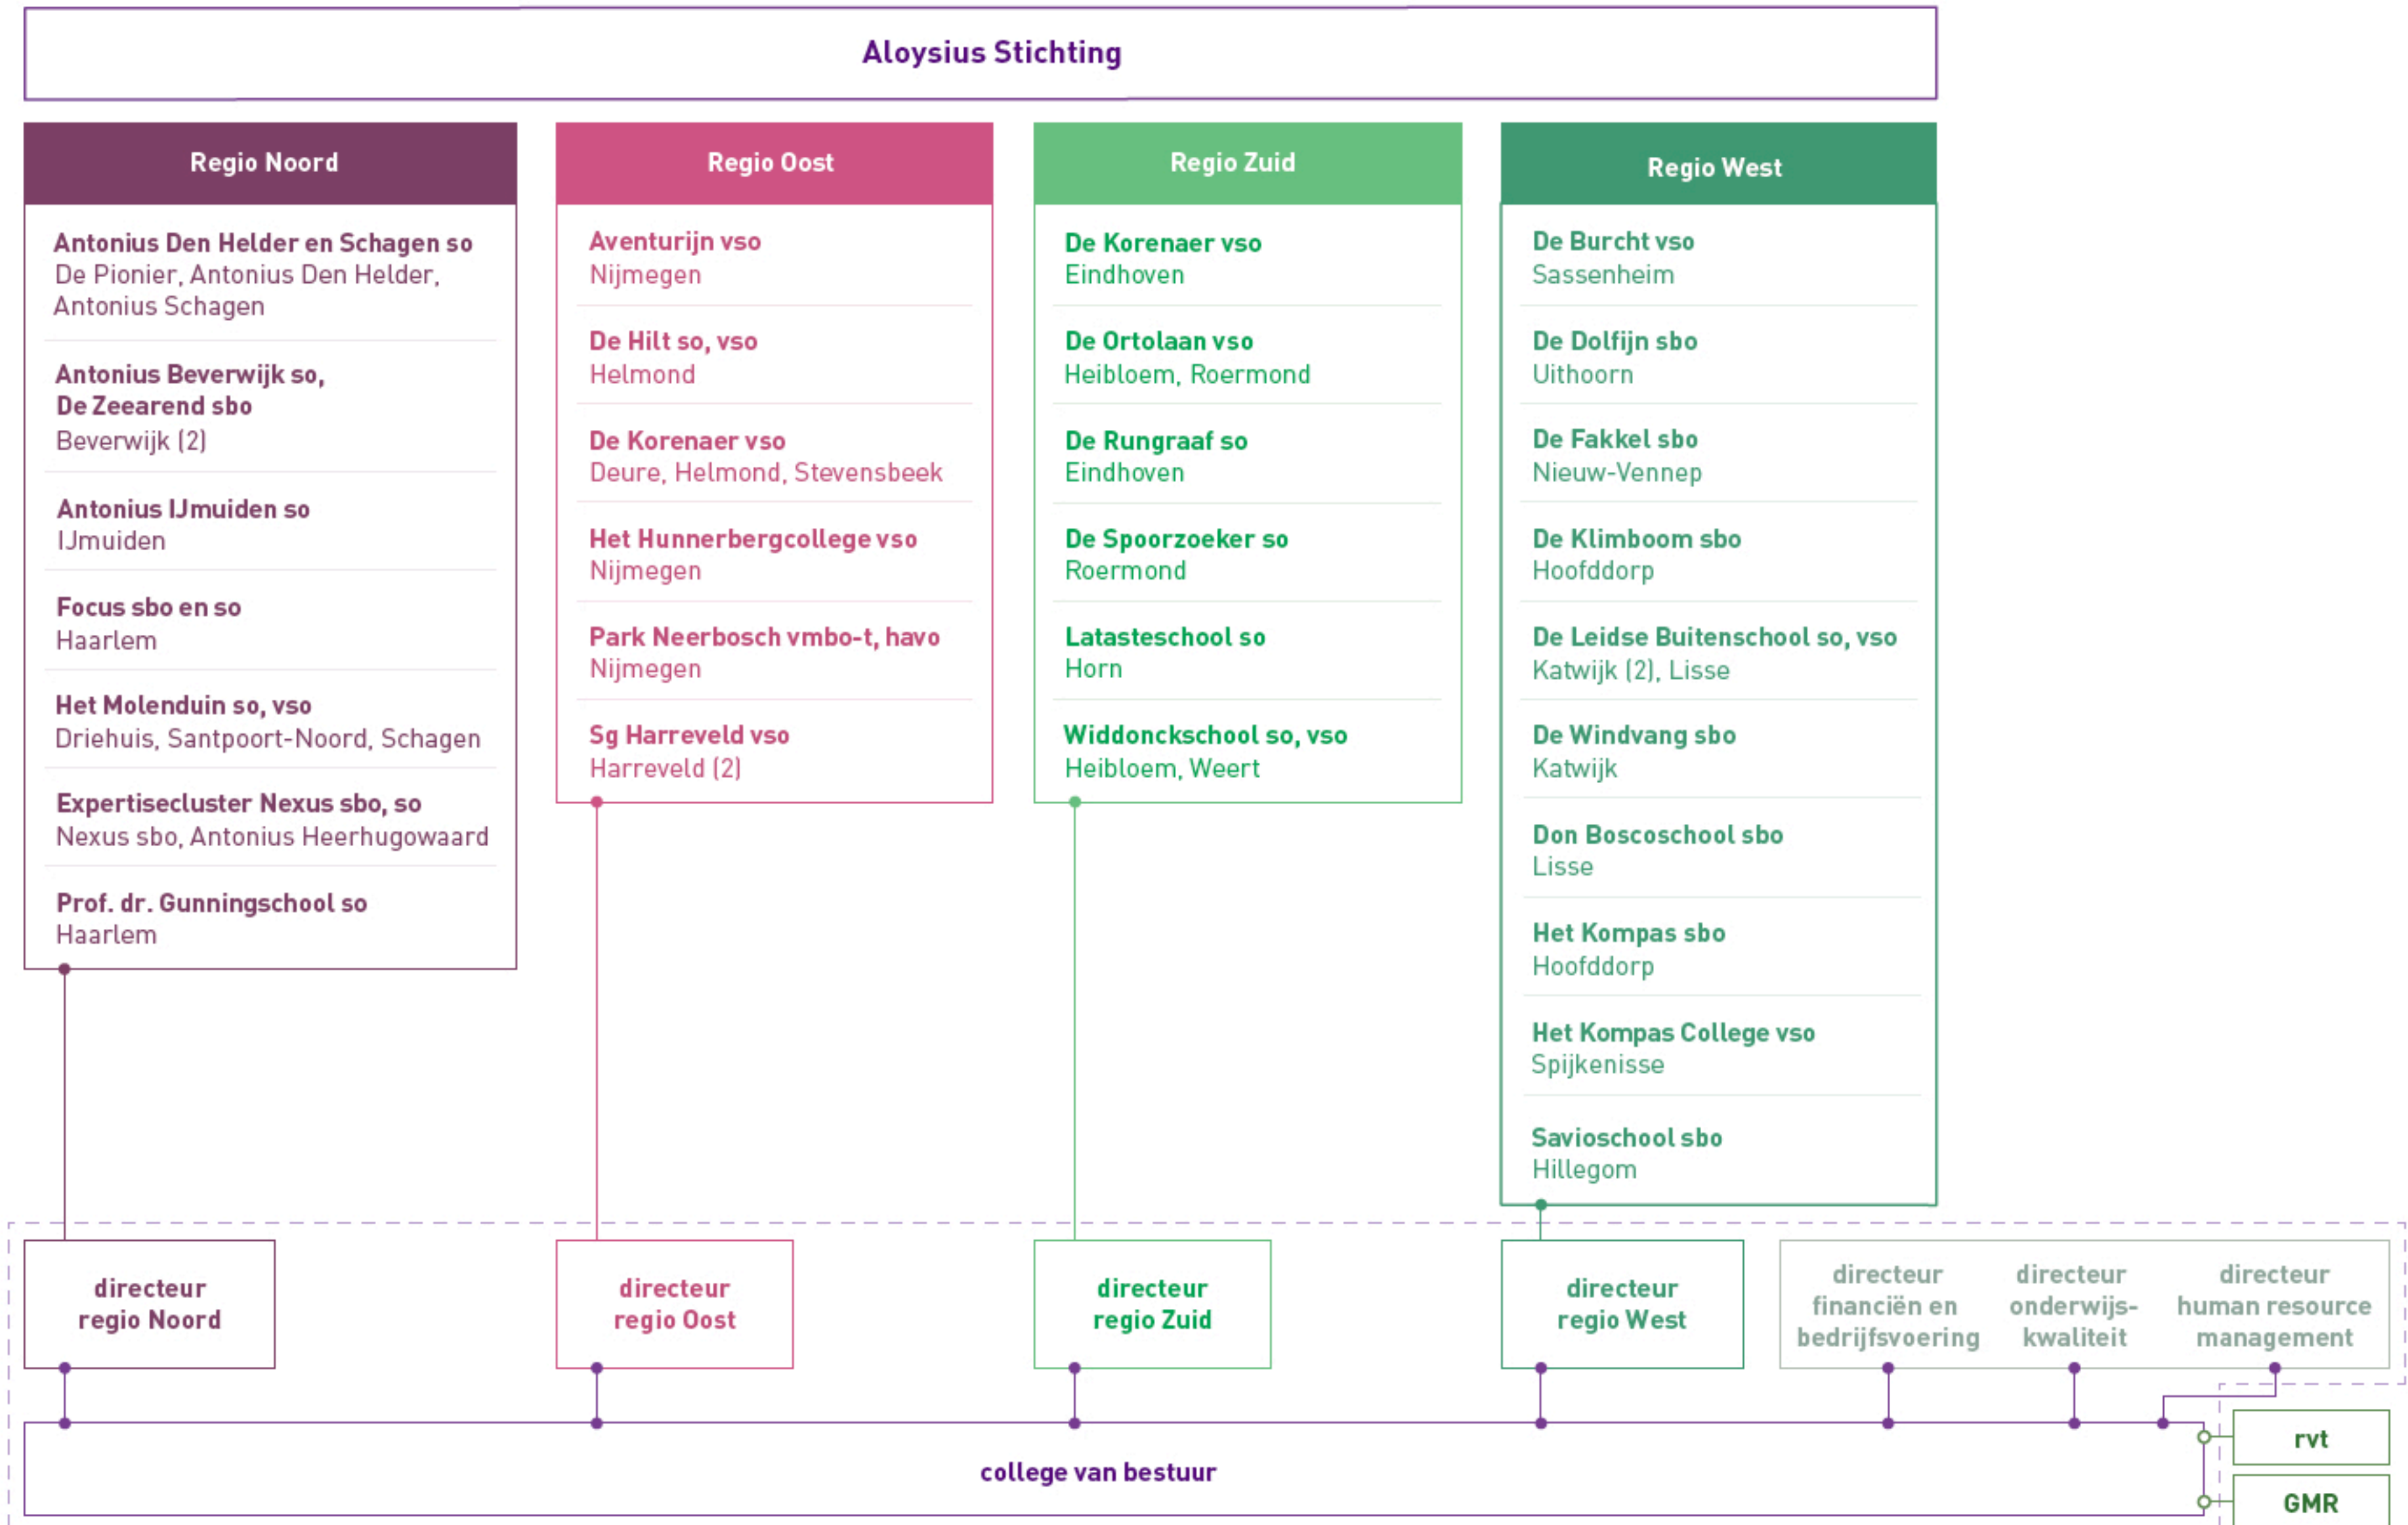 Aloysius Stichting
Regio Noord
Antonius Den Helder en Schagen so
De Pionier, Antonius Den Helder,
Antonius Schagen
Antonius Beverwijk so,
De Zeearend sbo
Beverwijk (2)
Antonius IJmuiden so
IJmuiden
Focus sbo en so
Haarlem
Het Molenduin so, vso
Driehuis, Santpoort-Noord, Schagen
Expertisecluster Nexus sbo, so
Nexus sbo, Antonius Heerhugowaard
Prof. dr. Gunningschool so
Haarlem
Regio Oost
Aventurijn vso
Nijmegen
De Hilt so, vso
Helmond
De Korenaer vso
Deure, Helmond, Stevensbeek
Het Hunnerbergcollege vso
Nijmegen
Park Neerbosch vmbo-t, havo
Nijmegen
Sg Harreveld vso
Harreveld (2)
Regio Zuid
De Korenaer vso
Eindhoven
De Ortolaan vso
Heibloem, Roermond
De Rungraaf so
Eindhoven
De Spoorzoeker so
Roermond
Latasteschool so
Horn
Widdonckschool so, vso
Heibloem, Weert
Regio West
De Burcht vso
Sassenheim
De Dolfijn sbo
Uithoorn
De Fakkel sbo
Nieuw-Vennep
De Klimboom sbo
Hoofddorp
De Leidse Buitenschool so, vso
Katwijk (2), Lisse
De Windvang sbo
Katwijk
Don Boscoschool sbo
Lisse
Het Kompas sbo
Hoofddorp
Het Kompas College vso
Spijkenisse
Savioschool sbo
Hillegom
directeur
regio Noord
directeur
regio Oost
directeur
regio Zuid
directeur
regio West
directeur
financiën en
bedrijfsvoering
directeur
onderwijs-
kwaliteit
directeur
human resource
management
college van bestuur
rvt
GMR